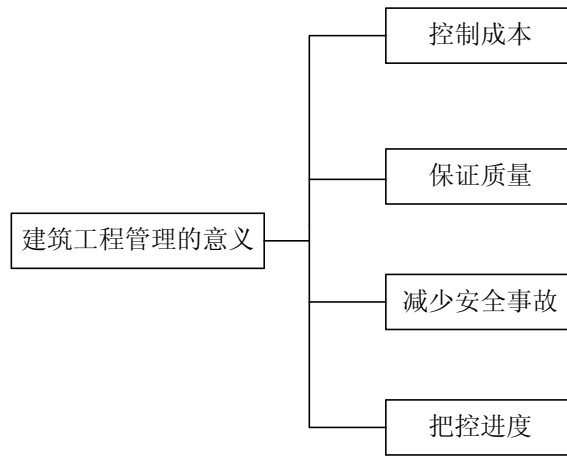 控制成本
保证质量
建筑工程管理的意义
减少安全事故
把控进度